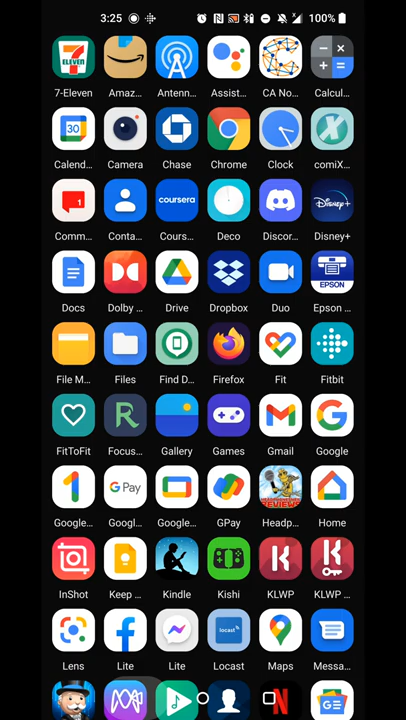 3:25 100%
7-Eleven Amaz... Antenn... Assist... CA No... Calcul...
30
Calend... Camera Chase Chrome Clock comiX...
1 coursera Disney+
Comm... Conta... Cours... Deco Discor... Disney+
EPSON
Docs Dolby ... Drive Dropbox Duo Epson ...
File M... Files Find D... Firefox Fit Fitbit
FitToFit Focus... Gallery Games Gmail Google
G Pay REVIEWS
Google... Googl... Google... GPay Headp... Home
InShot Keep ... Kindle Kishi KLWP KLWP ...
locast
Lens Lite Lite Locast Maps Messa...